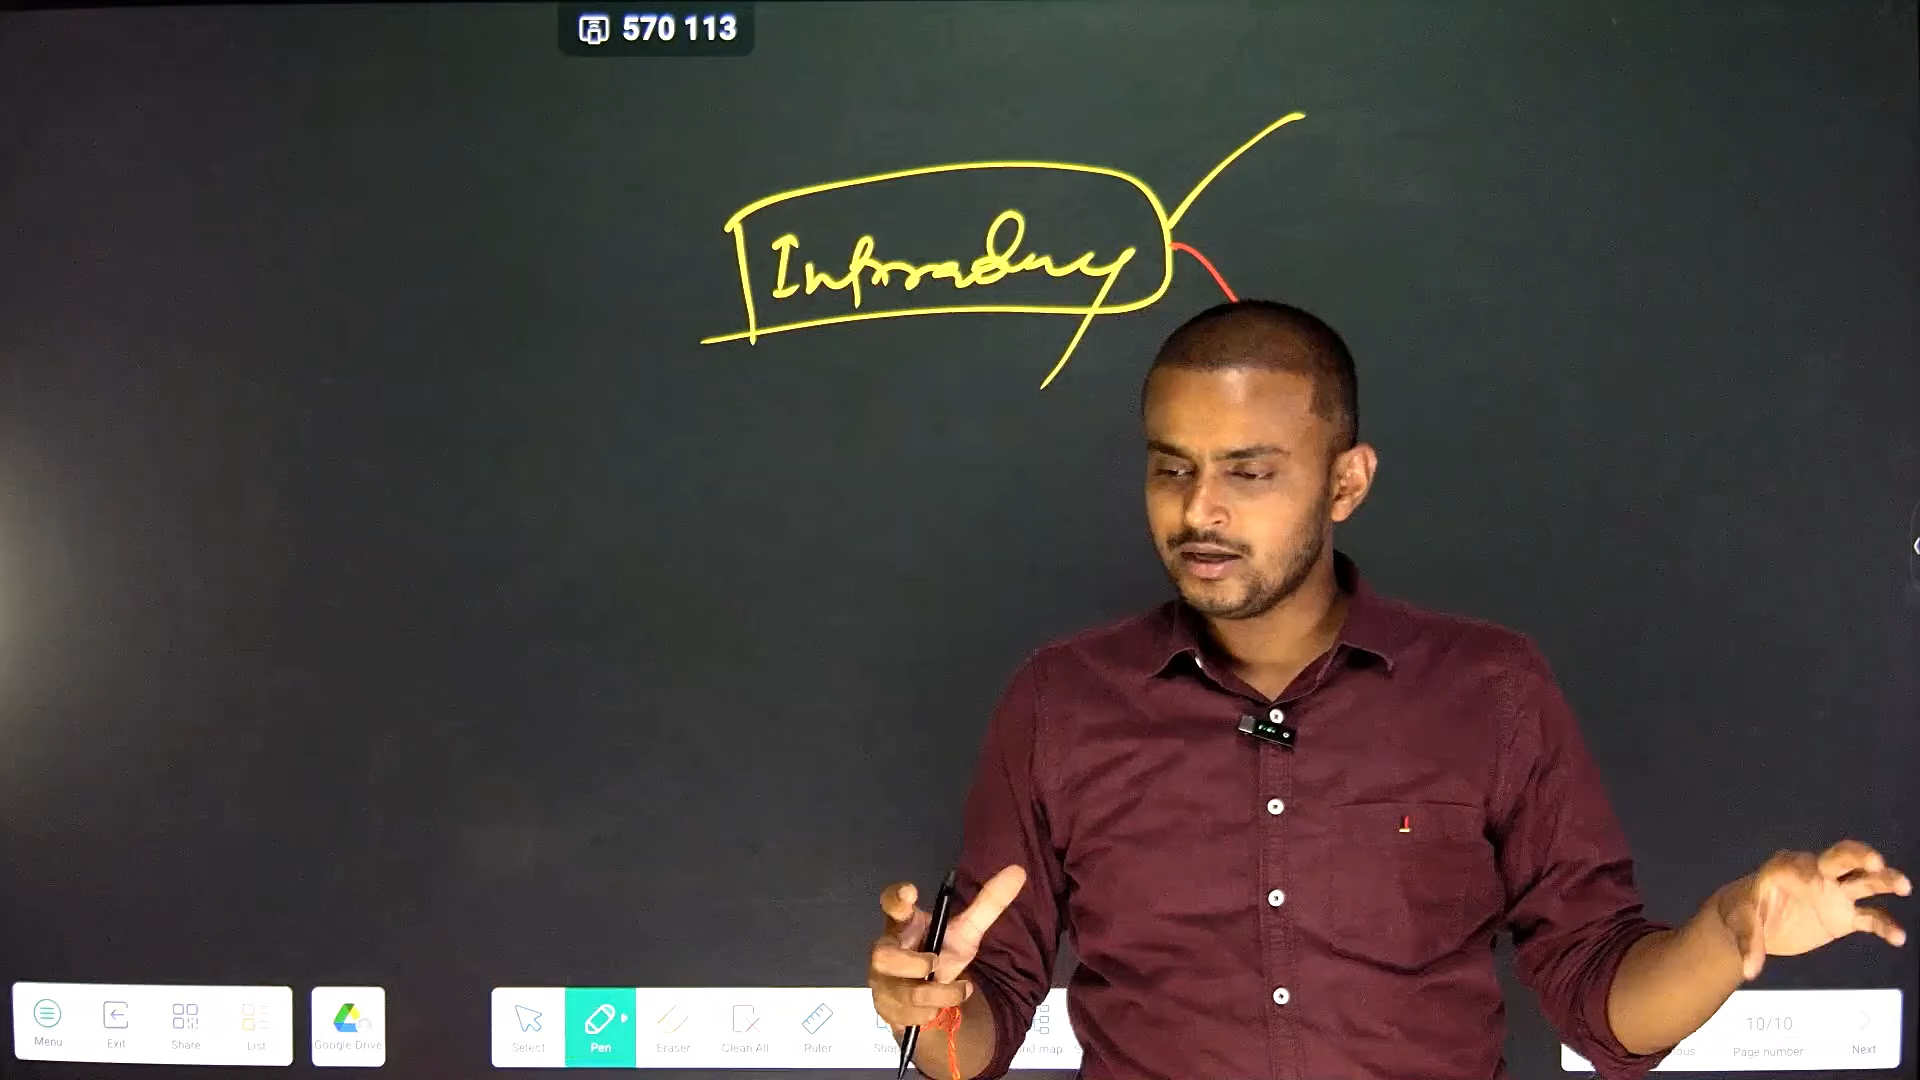 570 113
Intraday
Menu
Exit
Share
List
Google Drive
Select
Pen
Eraser
Clean All
Ruler
10/10
Page number
Next